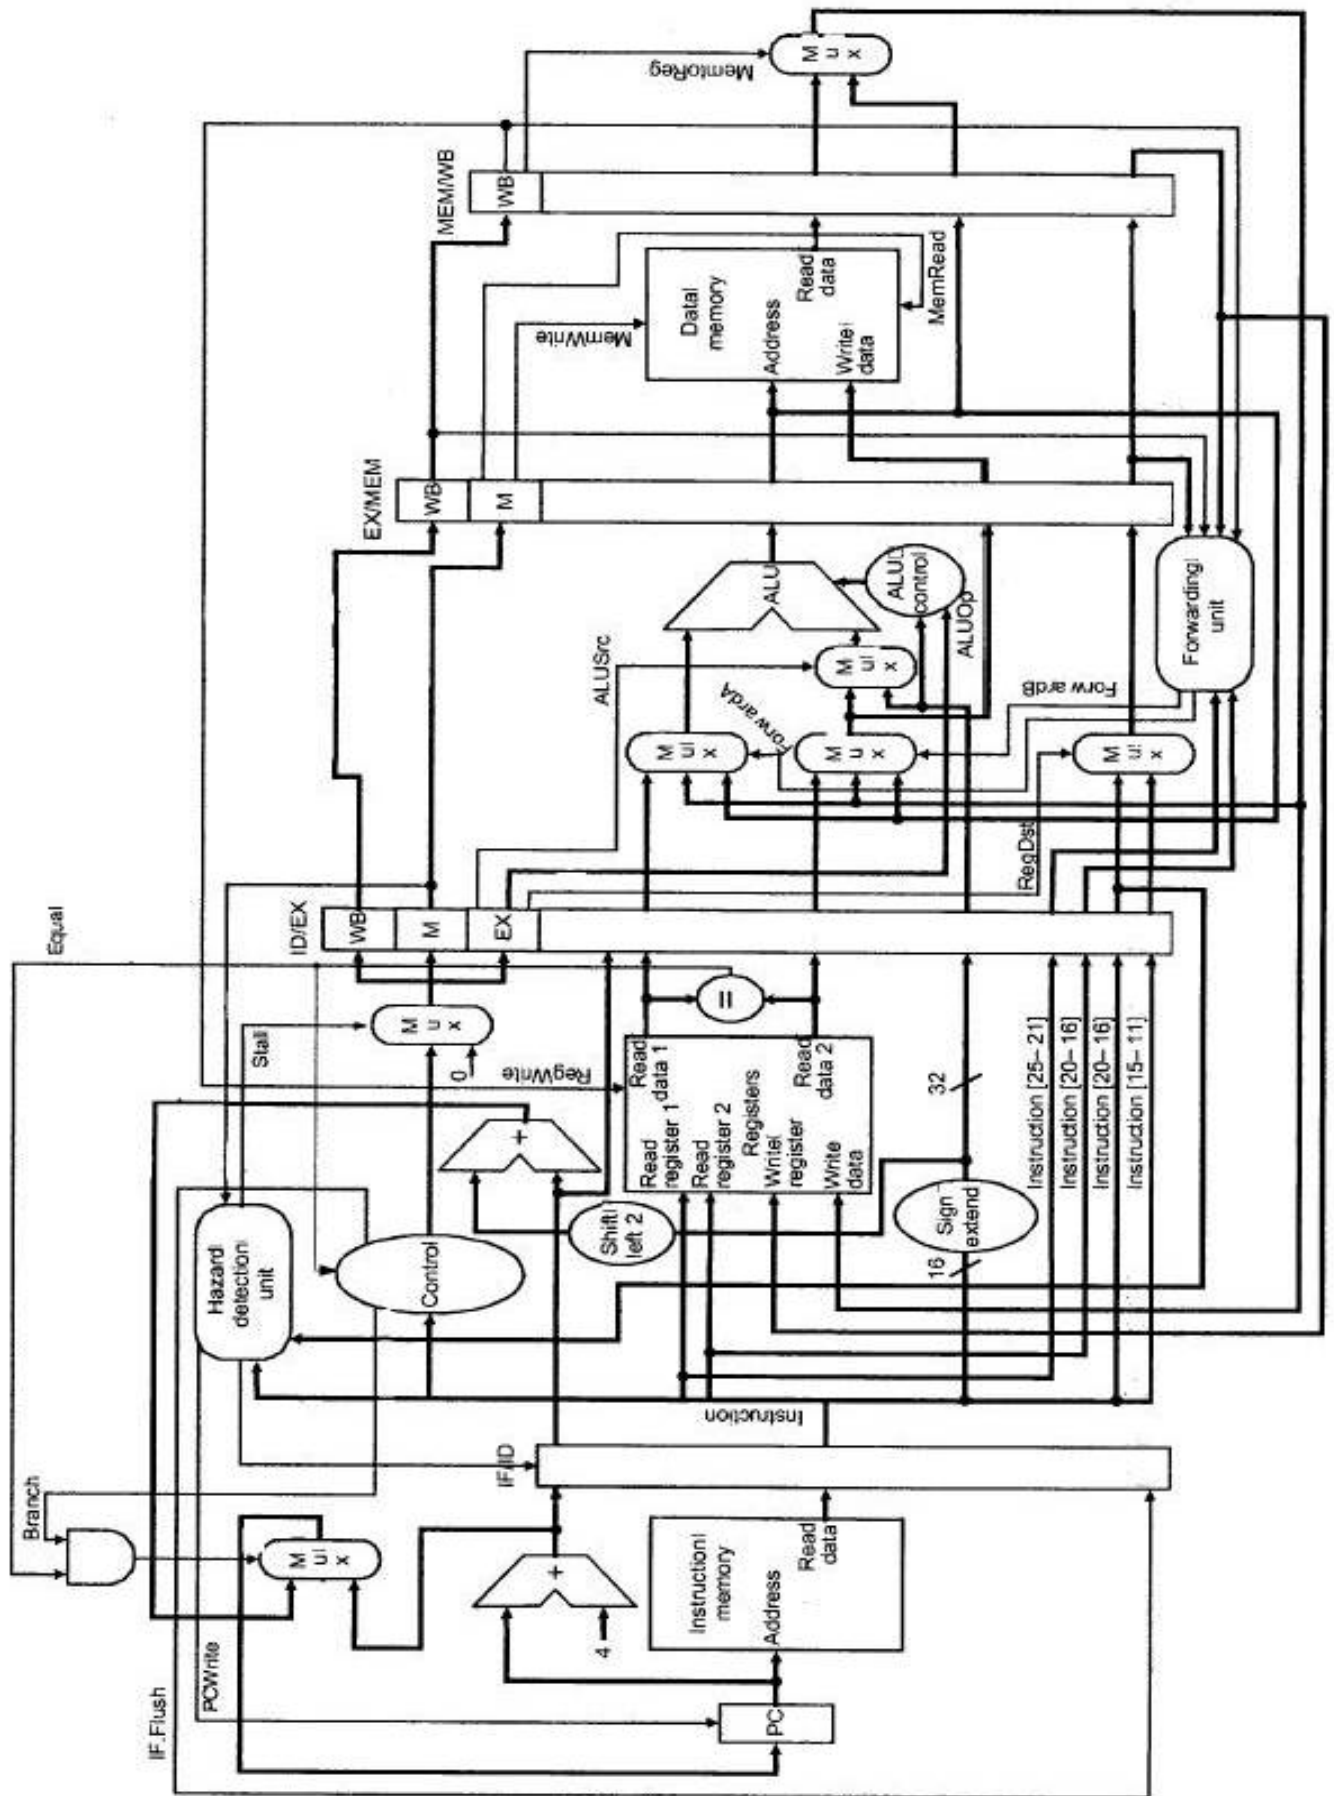 Equal
Branch
IF.Flush
PCWrite
Hazard
detection
unit
Stall
M
u
x
ID/EX
WB
M
EX
EX/MEM
WB
M
MEM/WB
WB
Control
M
u
x
0
M
u
x
IF/ID
+
4
+
RegWrite
Shift
left 2
PC
Address
Instruction
memory
Read
data
Instruction
Read
register 1
Read
register 2
Registers
Write
register
Write
data
Read
data 1
Read
data 2
=
16
Sign
extend
32
Instruction [25–21]
Instruction [20–16]
Instruction [20–16]
Instruction [15–11]
RegDst
ALUSrc
M
u
x
ForwardA
M
u
x
M
u
x
ALU
ALU
control
ALUOp
M
u
x
ForwardB
Forwarding
unit
MemWrite
Data
memory
Address
Write
data
Read
data
MemRead
MemtoReg
M
u
x